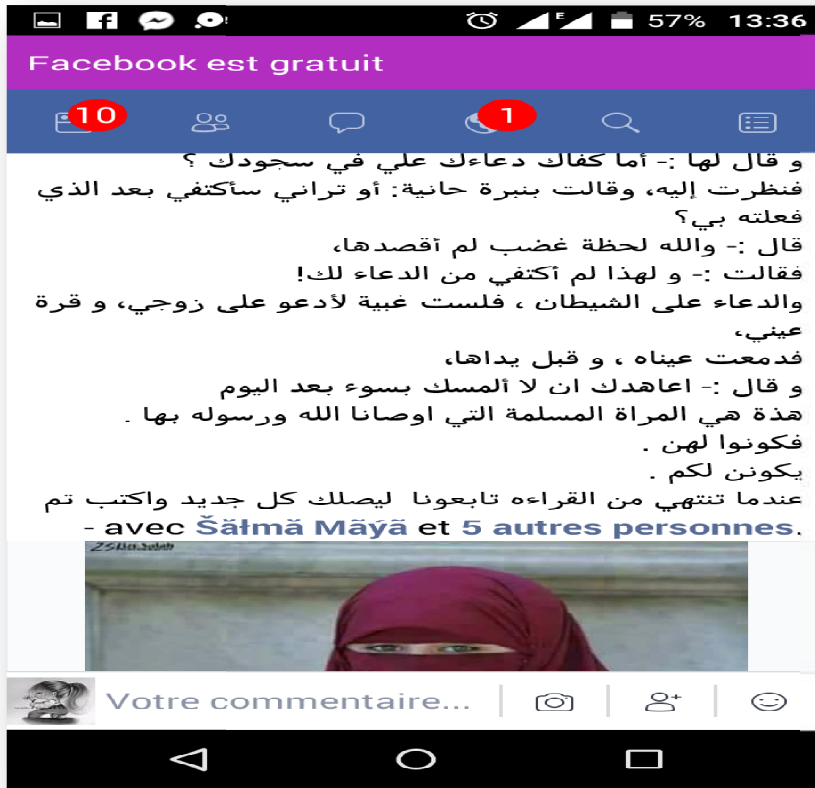 57% 13:36
Facebook est gratuit
10 1
و قال لها :- أما كفاك دعاءك علي في سجودك ؟
فنظرت إليه، وقالت بنبرة حانية: أو تراني سأكتفي بعد الذي
فعلته بي؟
قال :- والله لحظة غضب لم أقصدها،
فقالت :- و لهذا لم أكتفي من الدعاء لك!
والدعاء على الشيطان ، فلست غبية لأدعو على زوجي، و قرة
عيني،
فدمعت عيناه ، و قبل يداها،
و قال :- اعاهدك ان لا ألمسك بسوء بعد اليوم
هذة هي المراة المسلمة التي اوصانا الله ورسوله بها .
فكونوا لهن .
يكونن لكم .
عندما تنتهي من القراءه تابعونا ليصلك كل جديد واكتب تم
- avec Šăłmă Mãýã et 5 autres personnes.
Votre commentaire...